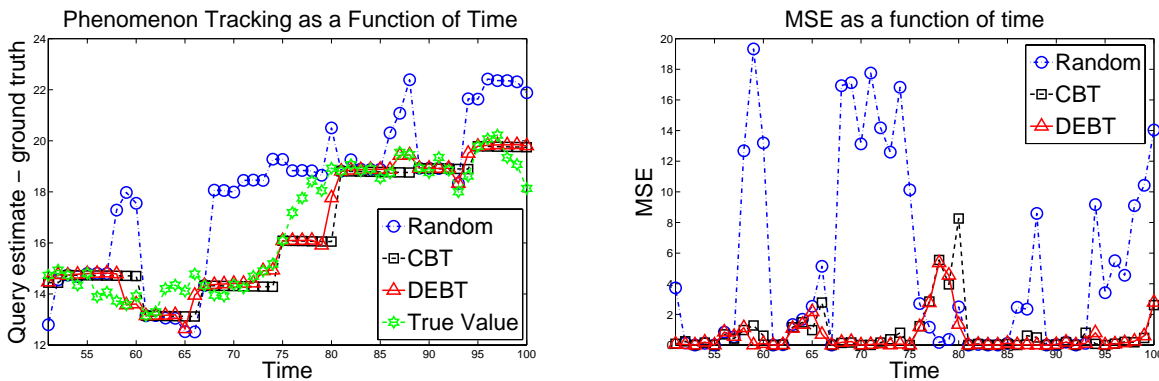 Phenomenon Tracking as a Function of Time
Query estimate – ground truth
24
22
20
18
16
14
12
55 60 65 70 75 80 85 90 95 100
Time
Random
CBT
DEBT
True Value
MSE as a function of time
MSE
20
18
16
14
12
10
8
6
4
2
0
55 60 65 70 75 80 85 90 95 100
Time
Random
CBT
DEBT